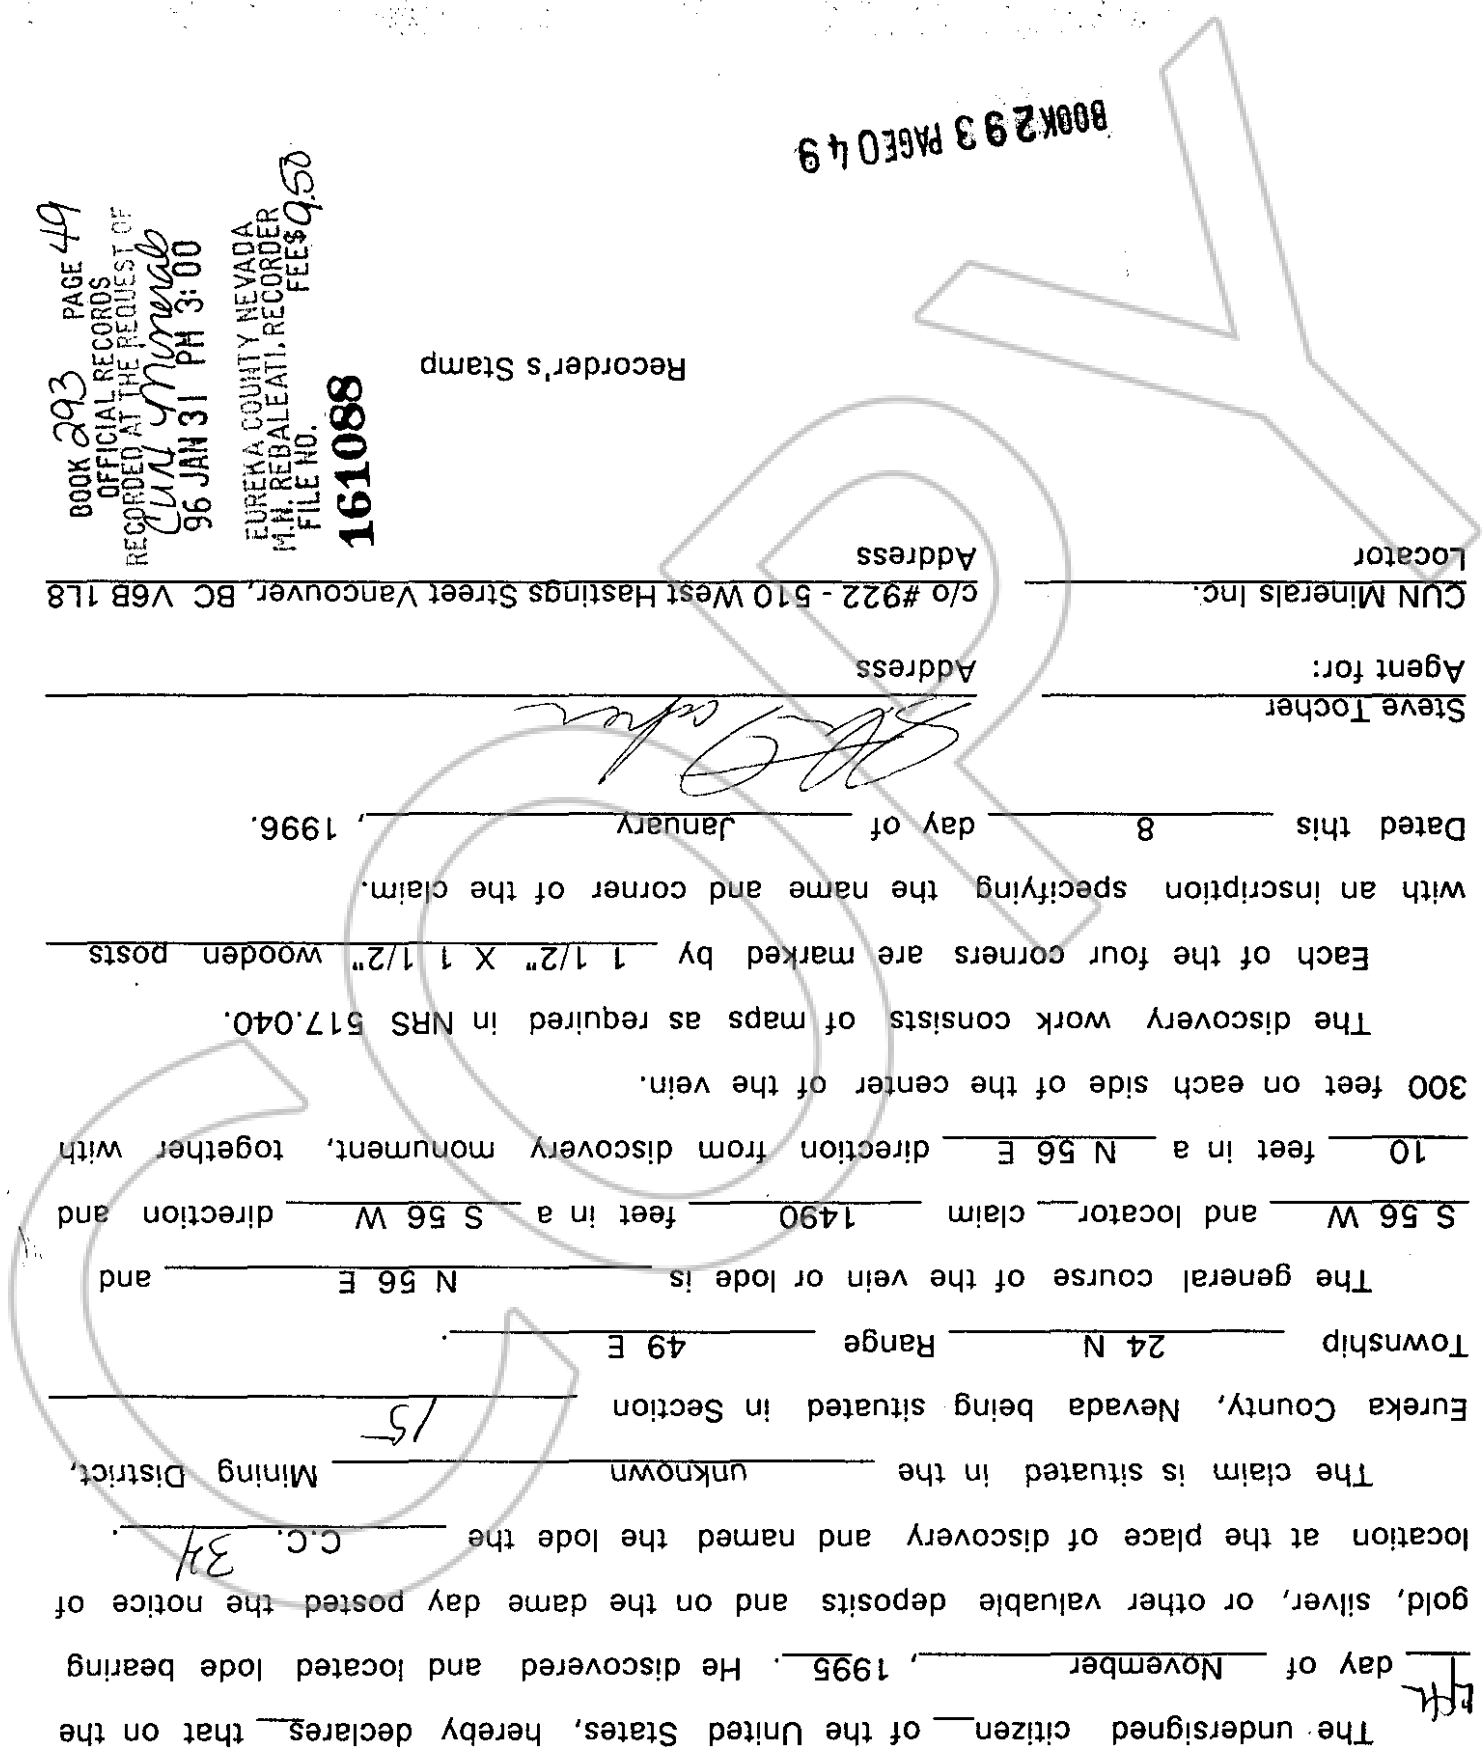 The undersigned citizen__ of the United States, hereby declares__ that on the
day of November, 1995. He discovered and located lode bearing
gold, silver, or other valuable deposits and on the dame day posted the notice of
location at the place of discovery and named the lode the C.C. 34.
The claim is situated in the unknown Mining District,
Eureka County, Nevada being situated in Section 15
Township 24 N Range 49 E.
The general course of the vein or lode is N 56 E and
S 56 W and locator__ claim 1490 feet in a S 56 W direction and
10 feet in a N 56 E direction from discovery monument, together with
300 feet on each side of the center of the vein.
The discovery work consists of maps as required in NRS 517.040.
Each of the four corners are marked by 1 1/2" X 1 1/2" wooden posts
with an inscription specifying the name and corner of the claim.
Dated this 8 day of January, 1996.
Steve Tocher
Steve Tocher
Agent for: Address
CUN Minerals Inc. c/o #922 - 510 West Hastings Street Vancouver, BC V6B 1L8
Locator Address
Recorder's Stamp
BOOK 293 PAGE 49
OFFICIAL RECORDS
RECORDED AT THE REQUEST OF
CUN Minerals
96 JAN 31 PM 3:00
EUREKA COUNTY NEVADA
M.N. REBALEATI, RECORDER
FILE NO. FEE$ 9.50
161088
BOOK 293 PAGE 049
COPY